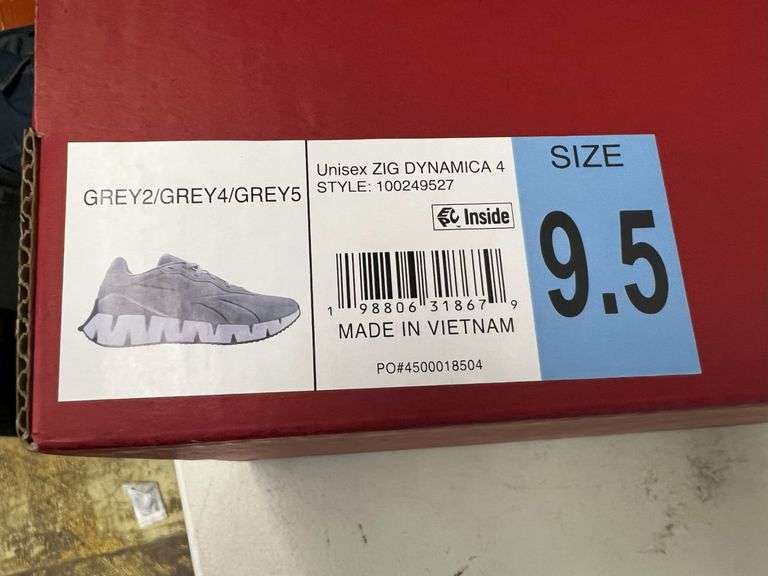 GREY2/GREY4/GREY5
Unisex ZIG DYNAMICA 4
STYLE: 100249527
Inside
1 98806 31867 9
MADE IN VIETNAM
PO#4500018504
SIZE
9.5